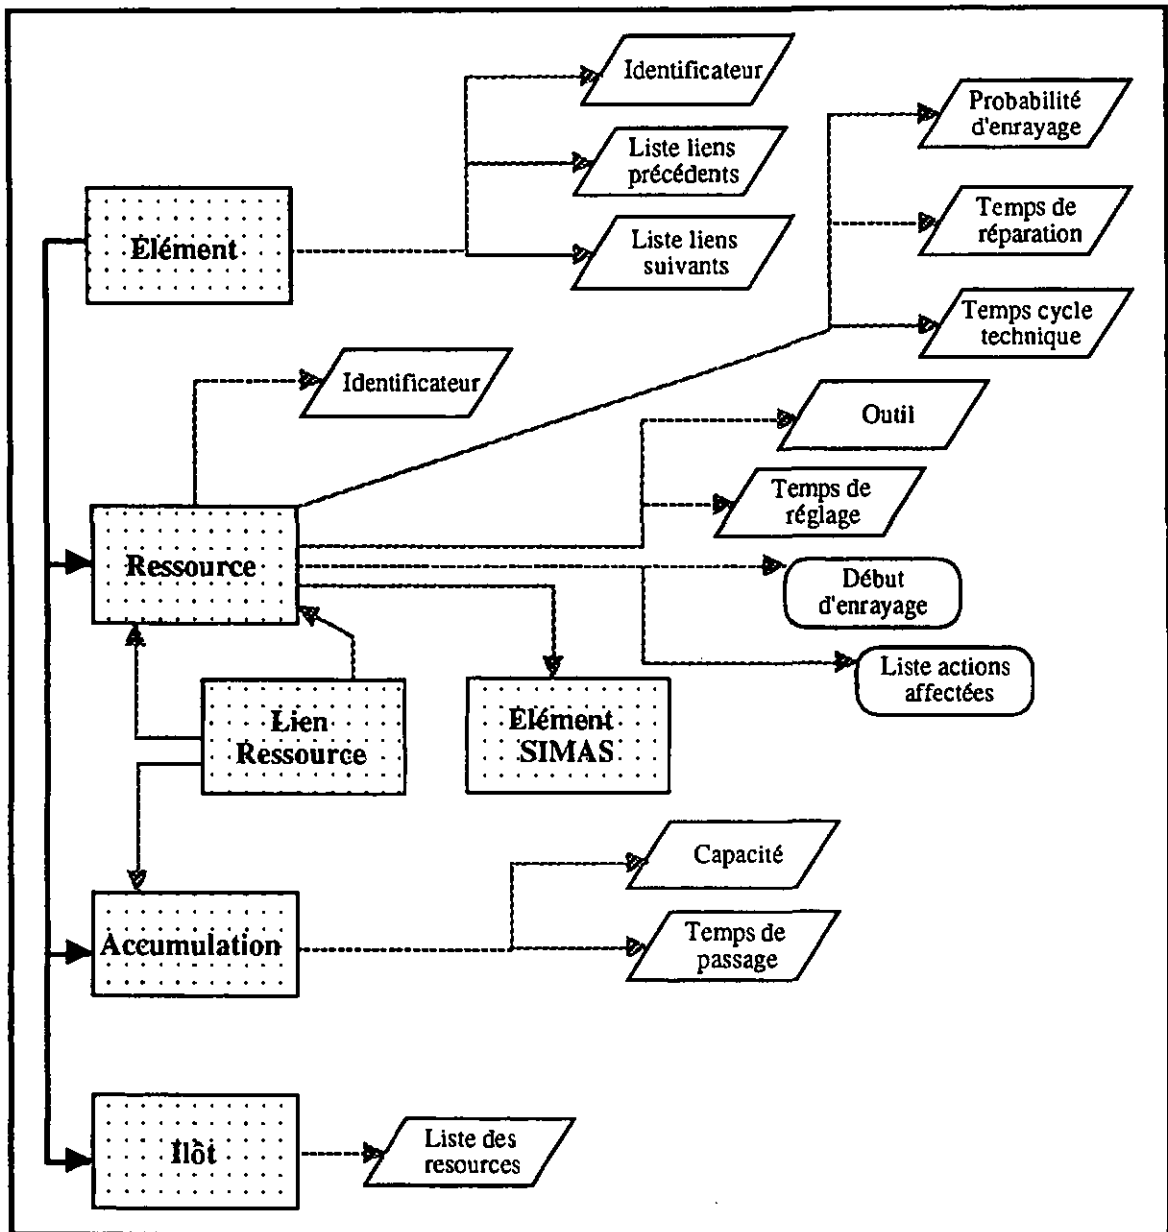 Identificateur
Probabilité
d'enrayage
Liste liens
précédents
Elément
Temps de
réparation
Liste liens
suivants
Temps cycle
technique
Identificateur
Outil
Temps de
réglage
Ressource
Début
d'enrayage
Liste actions
affectées
Lien
Ressource
Elément
SIMAS
Capacité
Accumulation
Temps de
passage
Ilôt
Liste des
resources